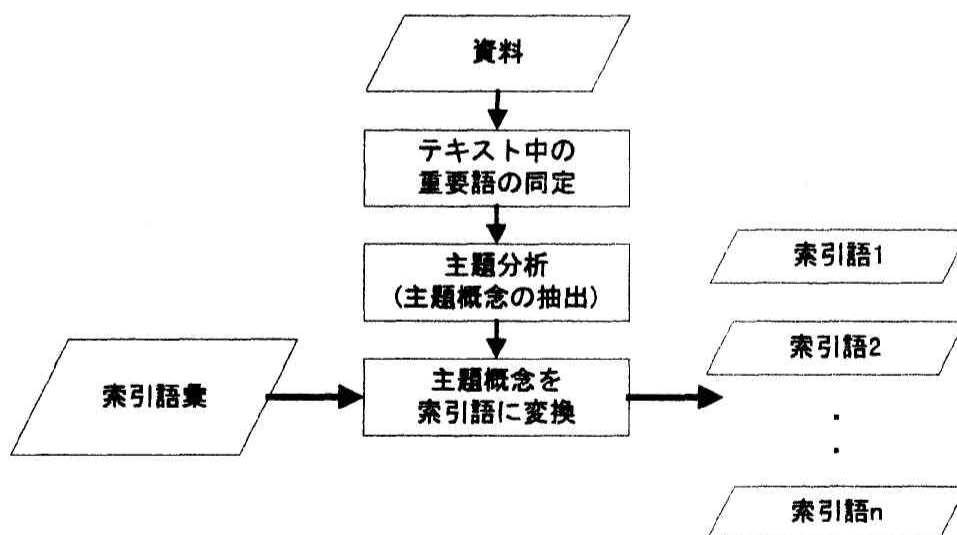 資料
テキスト中の
重要語の同定
主題分析
(主題概念の抽出)
索引語彙
主題概念を
索引語に変換
索引語1
索引語2
.
.
索引語n